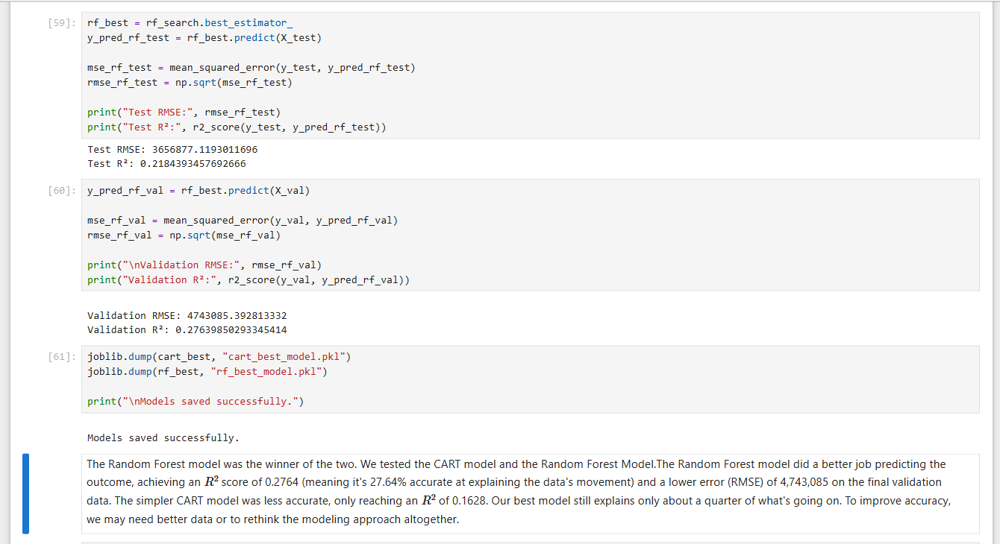 [59]: rf_best = rf_search.best_estimator_
y_pred_rf_test = rf_best.predict(X_test)
mse_rf_test = mean_squared_error(y_test, y_pred_rf_test)
rmse_rf_test = np.sqrt(mse_rf_test)
print("Test RMSE:", rmse_rf_test)
print("Test R²:", r2_score(y_test, y_pred_rf_test))
Test RMSE: 3656877.1193011696
Test R²: 0.2184393457692666
[60]: y_pred_rf_val = rf_best.predict(X_val)
mse_rf_val = mean_squared_error(y_val, y_pred_rf_val)
rmse_rf_val = np.sqrt(mse_rf_val)
print("\nValidation RMSE:", rmse_rf_val)
print("Validation R²:", r2_score(y_val, y_pred_rf_val))
Validation RMSE: 4743085.392813332
Validation R²: 0.27639850293345414
[61]: joblib.dump(cart_best, "cart_best_model.pkl")
joblib.dump(rf_best, "rf_best_model.pkl")
print("\nModels saved successfully.")
Models saved successfully.
The Random Forest model was the winner of the two. We tested the CART model and the Random Forest Model.The Random Forest model did a better job predicting the
outcome, achieving an R² score of 0.2764 (meaning it's 27.64% accurate at explaining the data's movement) and a lower error (RMSE) of 4,743,085 on the final validation
data. The simpler CART model was less accurate, only reaching an R² of 0.1628. Our best model still explains only about a quarter of what's going on. To improve accuracy,
we may need better data or to rethink the modeling approach altogether.